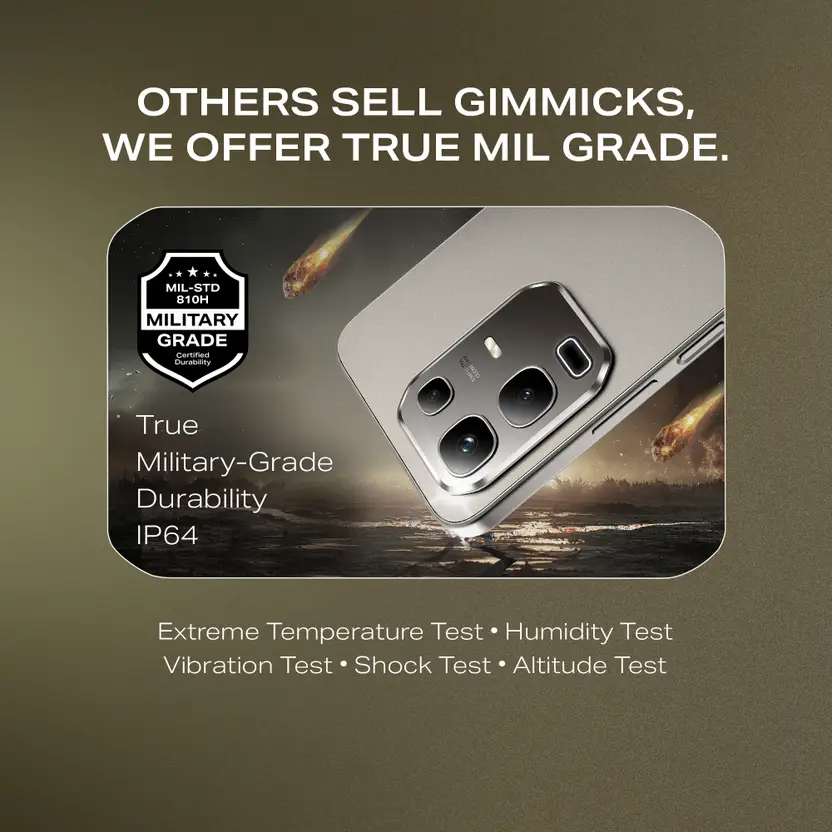 OTHERS SELL GIMMICKS,
WE OFFER TRUE MIL GRADE.
MIL-STD
810H
MILITARY
GRADE
Certified
Durability
True
Military-Grade
Durability
IP64
Extreme Temperature Test • Humidity Test
Vibration Test • Shock Test • Altitude Test